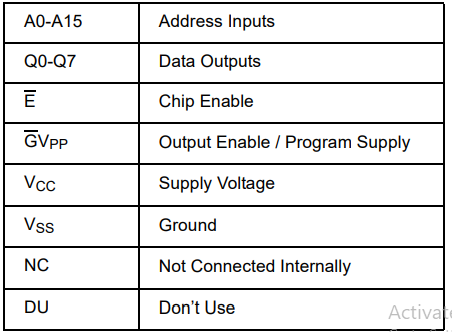 A0-A15 Address Inputs
Q0-Q7 Data Outputs
E̅ Chip Enable
G̅VPP Output Enable / Program Supply
VCC Supply Voltage
VSS Ground
NC Not Connected Internally
DU Don't Use